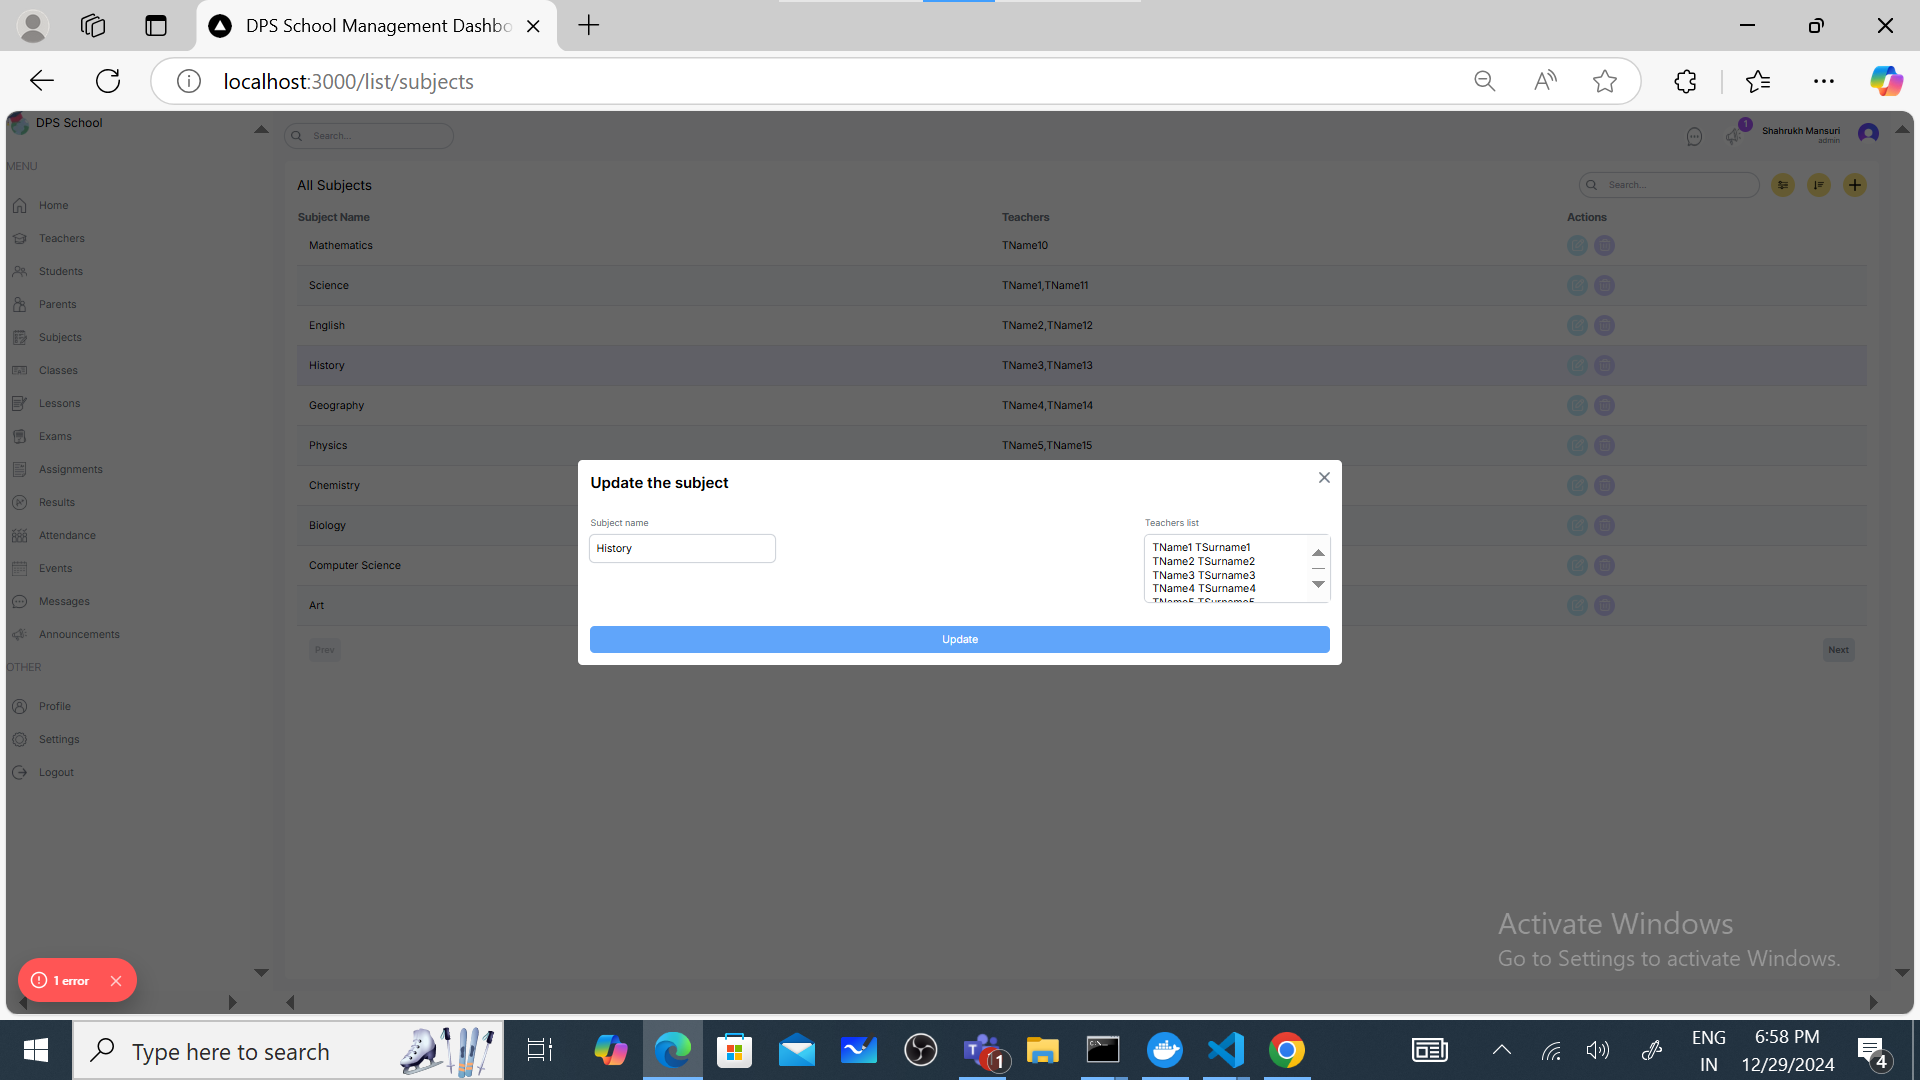 DPS School Management Dashbo
localhost:3000/list/subjects
DPS School
Search...
1
Shahrukh Mansuri
admin
MENU
Home
Teachers
Students
Parents
Subjects
Classes
Lessons
Exams
Assignments
Results
Attendance
Events
Messages
Announcements
OTHER
Profile
Settings
Logout
All Subjects
Search...
Subject Name Teachers Actions
Mathematics TName10
Science TName1,TName11
English TName2,TName12
History TName3,TName13
Geography TName4,TName14
Physics TName5,TName15
Chemistry
Biology
Computer Science
Art
Prev
Next
Update the subject
Subject name
History
Teachers list
TName1 TSurname1
TName2 TSurname2
TName3 TSurname3
TName4 TSurname4
TName5 TSurname5
Update
Activate Windows
Go to Settings to activate Windows.
1 error
Type here to search
1
ENG
IN
6:58 PM
12/29/2024
4